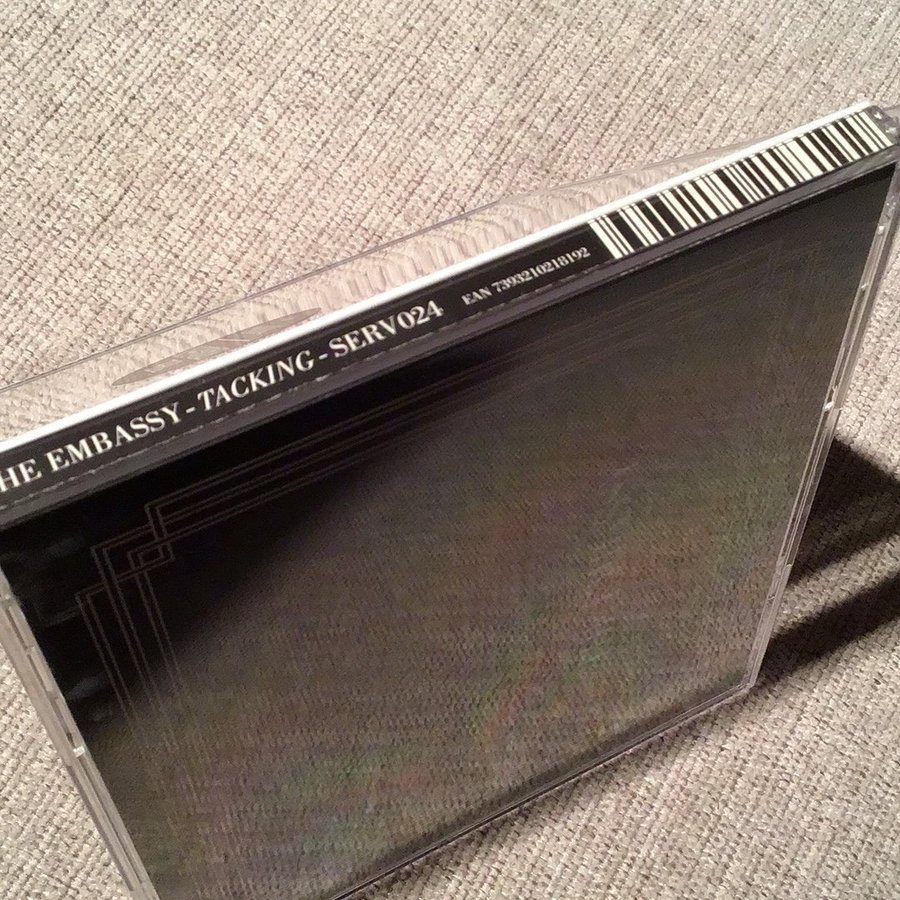 HE EMBASSY - TACKING - SERV024 EAN 7393210218192